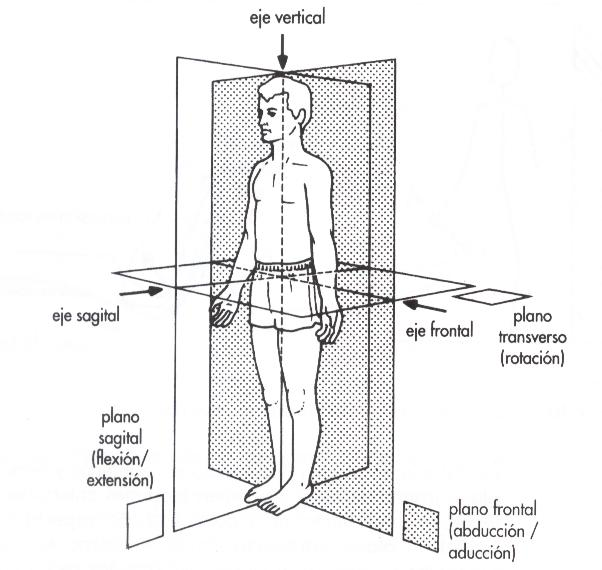 eje vertical
eje sagital
eje frontal
plano
transverso
(rotación)
plano
sagital
(flexión/
extensión)
plano frontal
(abducción /
aducción)